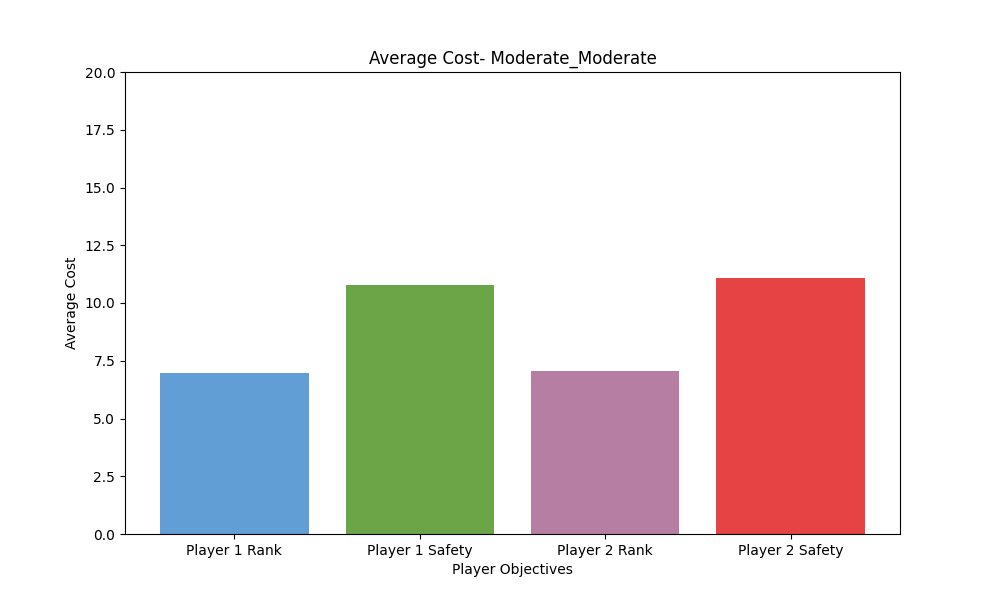 Average Cost- Moderate_Moderate
20.0
17.5
15.0
12.5
10.0
7.5
5.0
2.5
0.0
Average Cost
Player 1 Rank
Player 1 Safety
Player 2 Rank
Player 2 Safety
Player Objectives